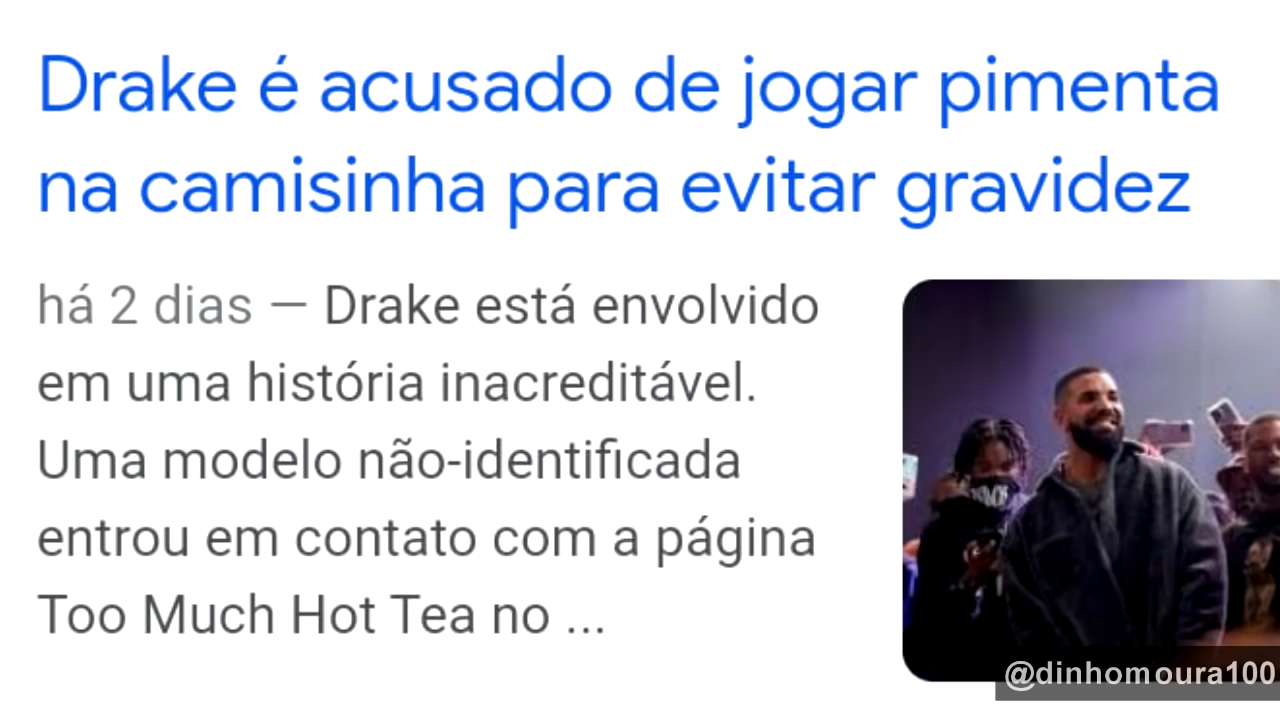 Drake é acusado de jogar pimenta
na camisinha para evitar gravidez
há 2 dias — Drake está envolvido
em uma história inacreditável.
Uma modelo não-identificada
entrou em contato com a página
Too Much Hot Tea no ...
@dinhomoura100